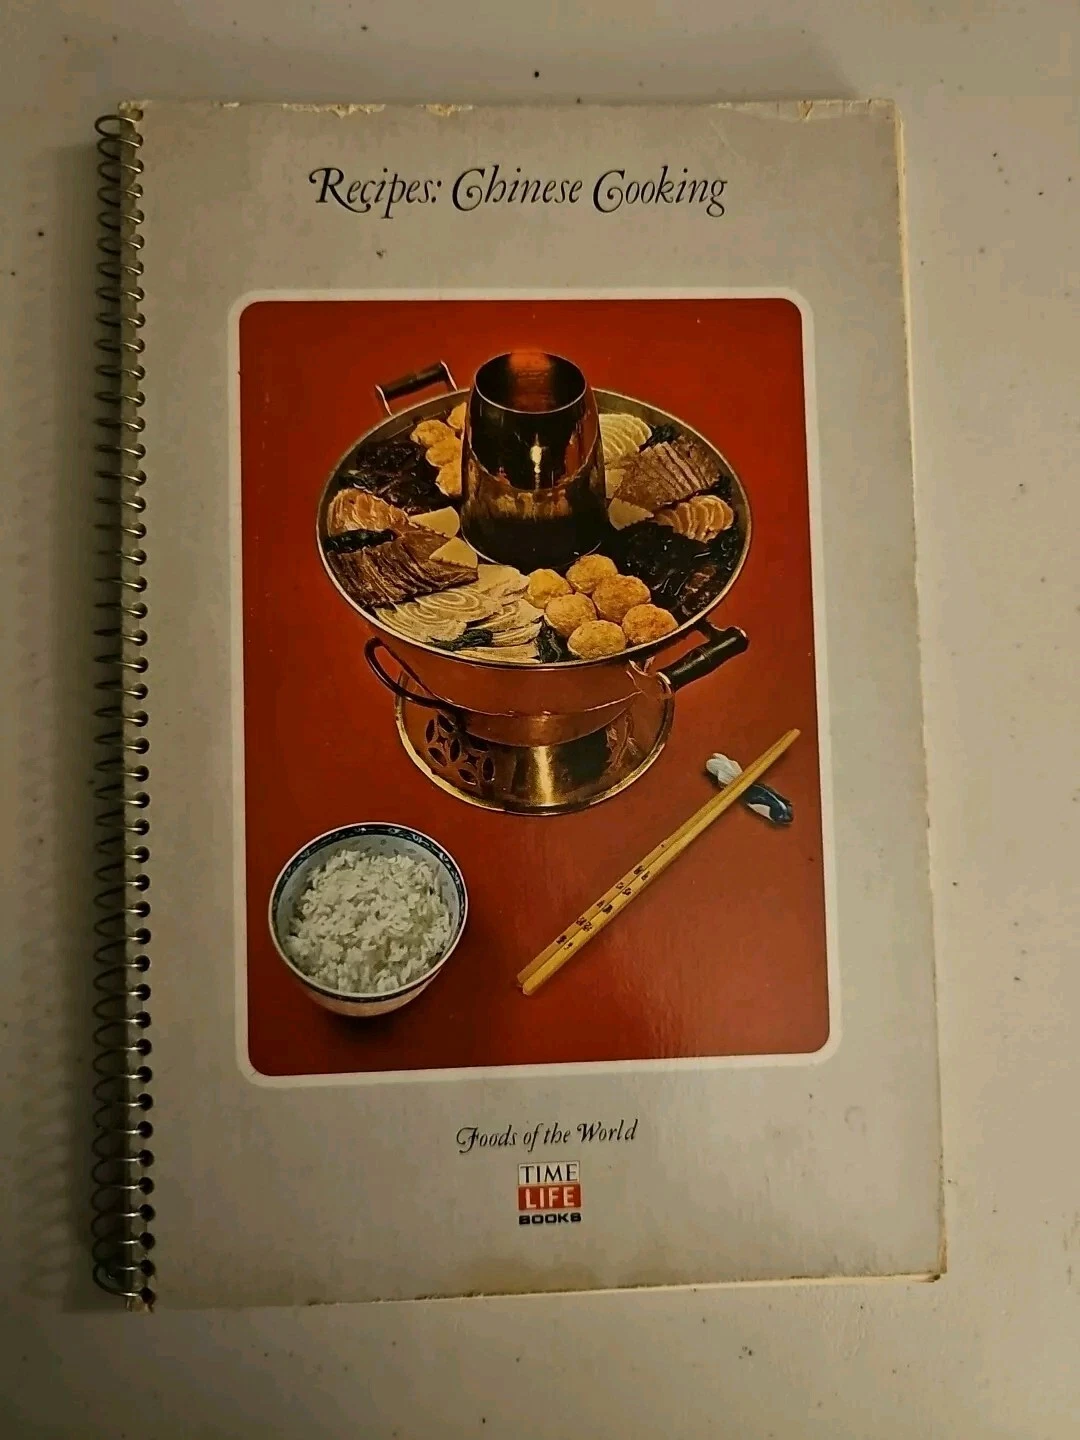 Recipes: Chinese Cooking
Foods of the World
TIME
LIFE
BOOKS